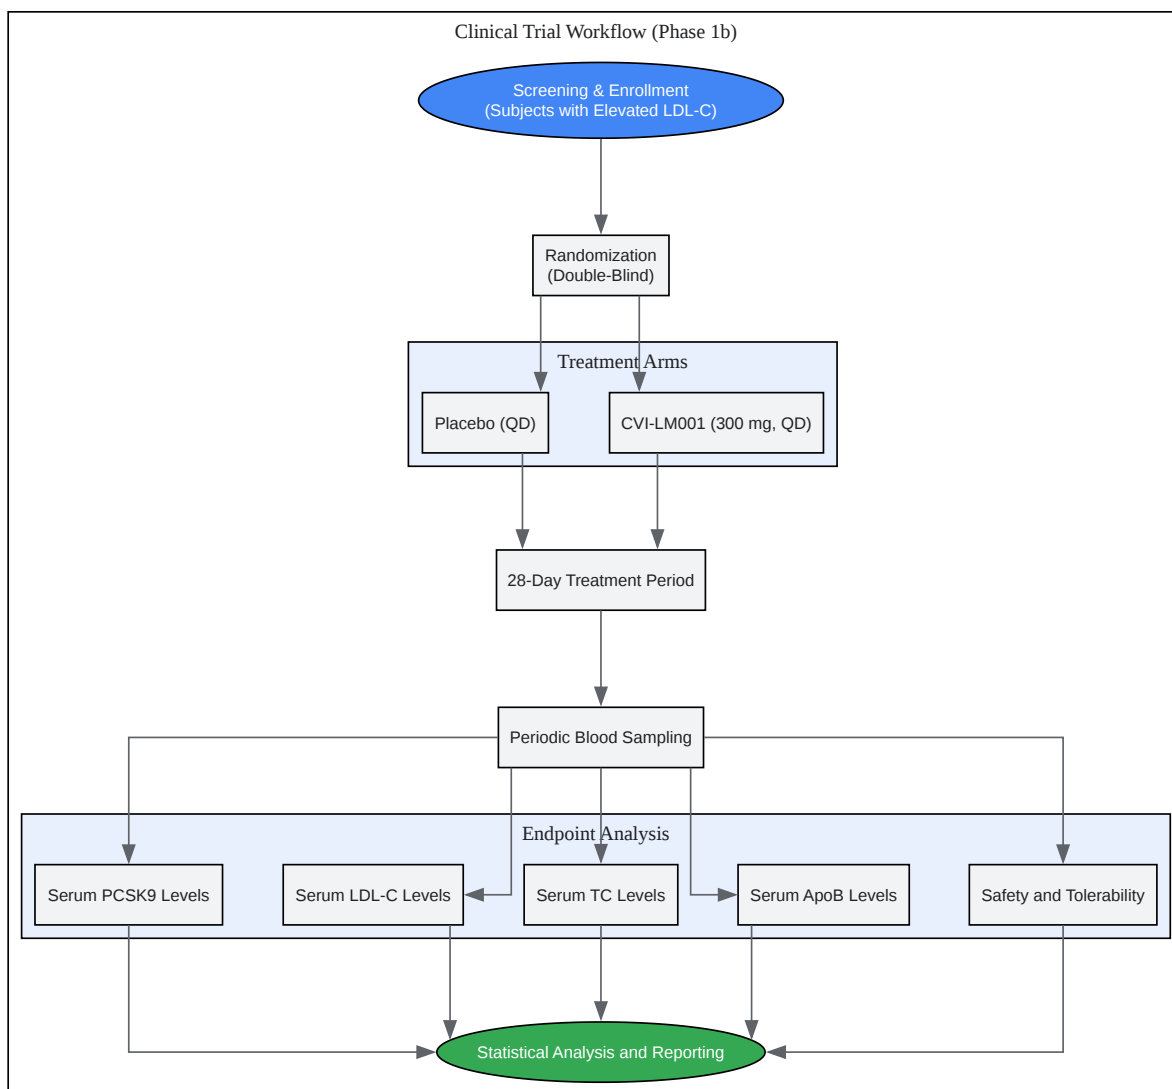 Clinical Trial Workflow (Phase 1b)
Screening & Enrollment
(Subjects with Elevated LDL-C)
Randomization
(Double-Blind)
Treatment Arms
Placebo (QD)
CVI-LM001 (300 mg, QD)
28-Day Treatment Period
Periodic Blood Sampling
Endpoint Analysis
Serum PCSK9 Levels
Serum LDL-C Levels
Serum TC Levels
Serum ApoB Levels
Safety and Tolerability
Statistical Analysis and Reporting